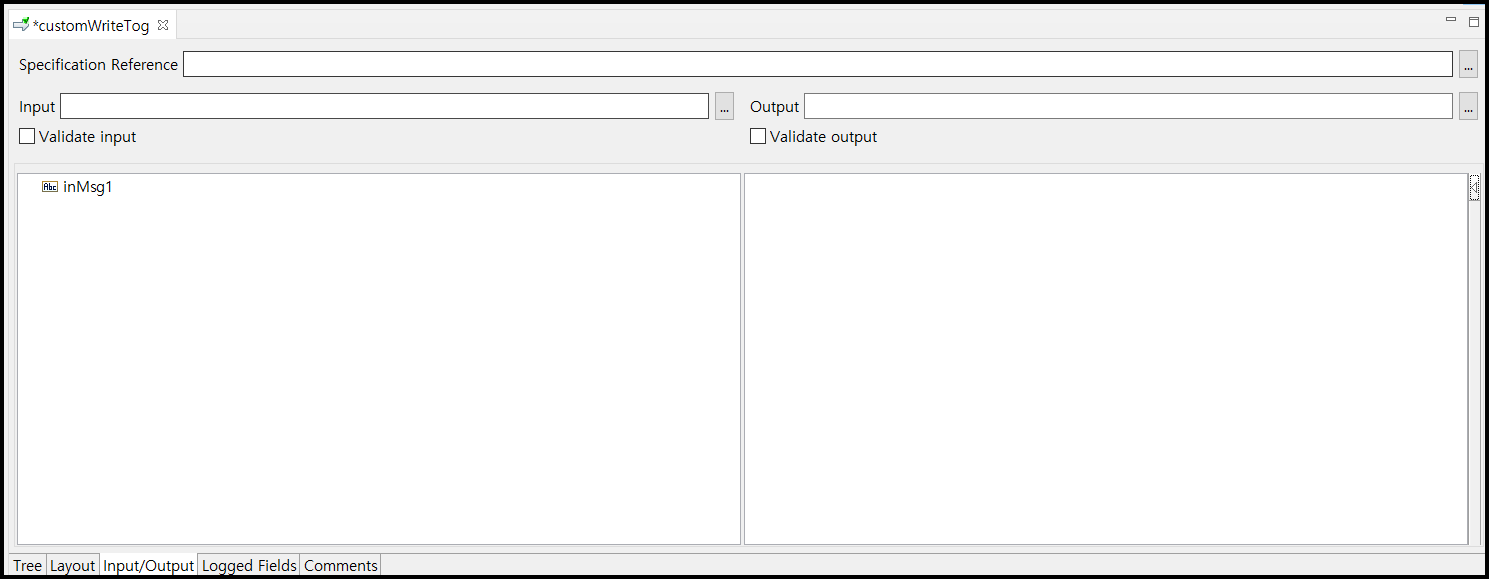 *customWriteTog
Specification Reference ...
Input ... Output ...
Validate input Validate output
Abc inMsg1
Tree Layout Input/Output Logged Fields Comments